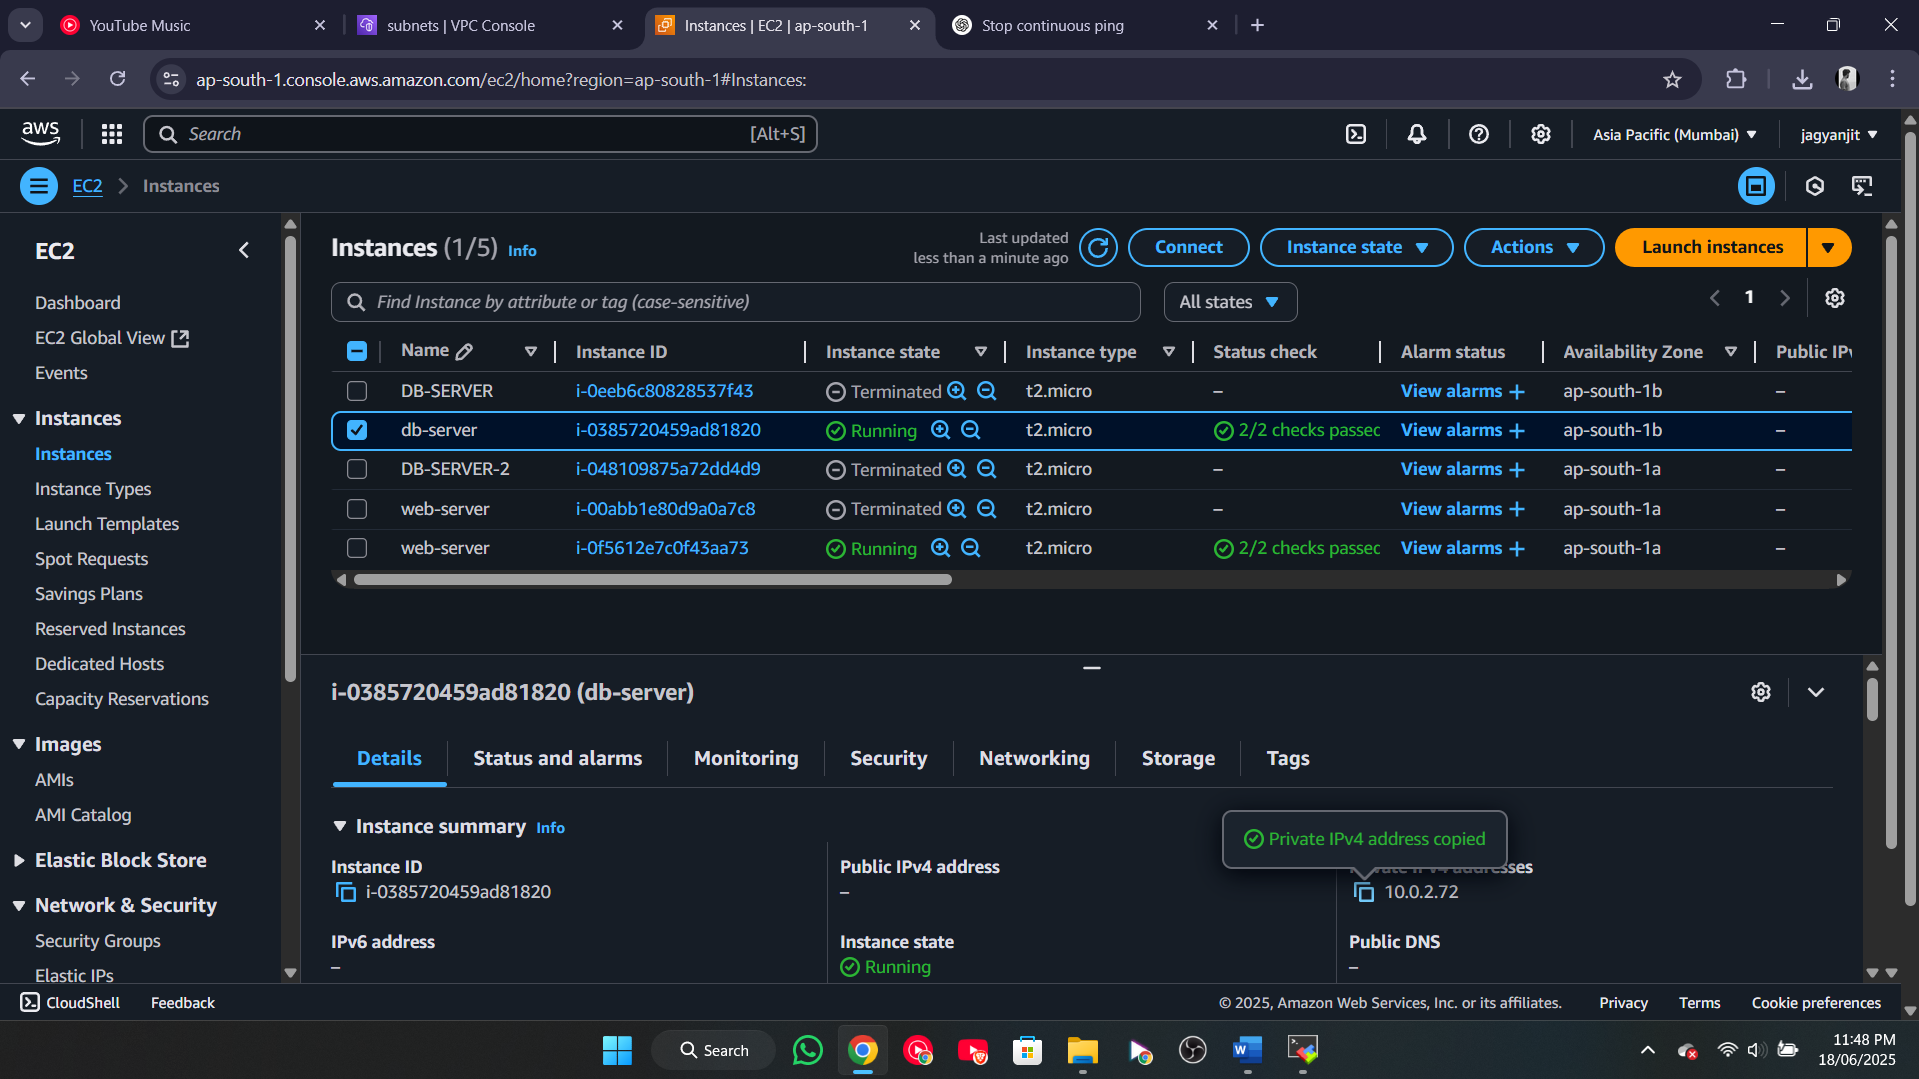 YouTube Music
subnets | VPC Console
Instances | EC2 | ap-south-1
Stop continuous ping
ap-south-1.console.aws.amazon.com/ec2/home?region=ap-south-1#Instances:
aws
Search
[Alt+S]
Asia Pacific (Mumbai)
jagyanjit
EC2
Instances
EC2
Dashboard
EC2 Global View
Events
Instances
Instances
Instance Types
Launch Templates
Spot Requests
Savings Plans
Reserved Instances
Dedicated Hosts
Capacity Reservations
Images
AMIs
AMI Catalog
Elastic Block Store
Network & Security
Security Groups
Elastic IPs
Instances (1/5) Info
Last updated
less than a minute ago
Connect
Instance state
Actions
Launch instances
Find Instance by attribute or tag (case-sensitive)
All states
1
Name Instance ID Instance state Instance type Status check Alarm status Availability Zone Public IPv
DB-SERVER i-0eeb6c80828537f43 Terminated t2.micro – View alarms + ap-south-1b –
db-server i-0385720459ad81820 Running t2.micro 2/2 checks passed View alarms + ap-south-1b –
DB-SERVER-2 i-048109875a72dd4d9 Terminated t2.micro – View alarms + ap-south-1a –
web-server i-00abb1e80d9a0a7c8 Terminated t2.micro – View alarms + ap-south-1a –
web-server i-0f5612e7c0f43aa73 Running t2.micro 2/2 checks passed View alarms + ap-south-1a –
i-0385720459ad81820 (db-server)
Details
Status and alarms
Monitoring
Security
Networking
Storage
Tags
Instance summary Info
Private IPv4 address copied
Instance ID
i-0385720459ad81820
Public IPv4 address
–
Private IPv4 addresses
10.0.2.72
IPv6 address
–
Instance state
Running
Public DNS
–
CloudShell
Feedback
© 2025, Amazon Web Services, Inc. or its affiliates.
Privacy
Terms
Cookie preferences
Search
11:48 PM
18/06/2025